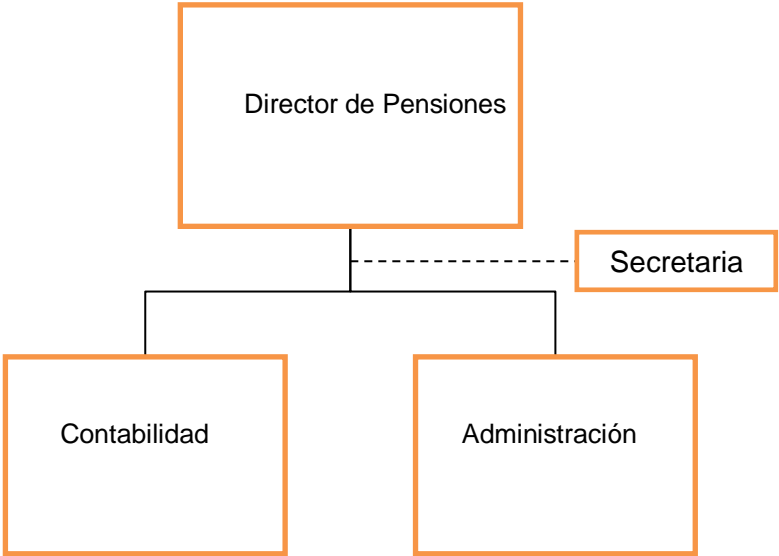 Director de Pensiones
Secretaria
Contabilidad
Administración